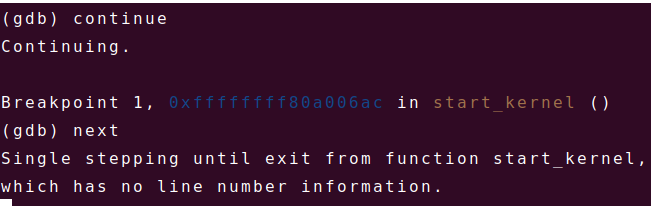 (gdb) continue
Continuing.
Breakpoint 1, 0xffffffff80a006ac in start_kernel ()
(gdb) next
Single stepping until exit from function start_kernel,
which has no line number information.